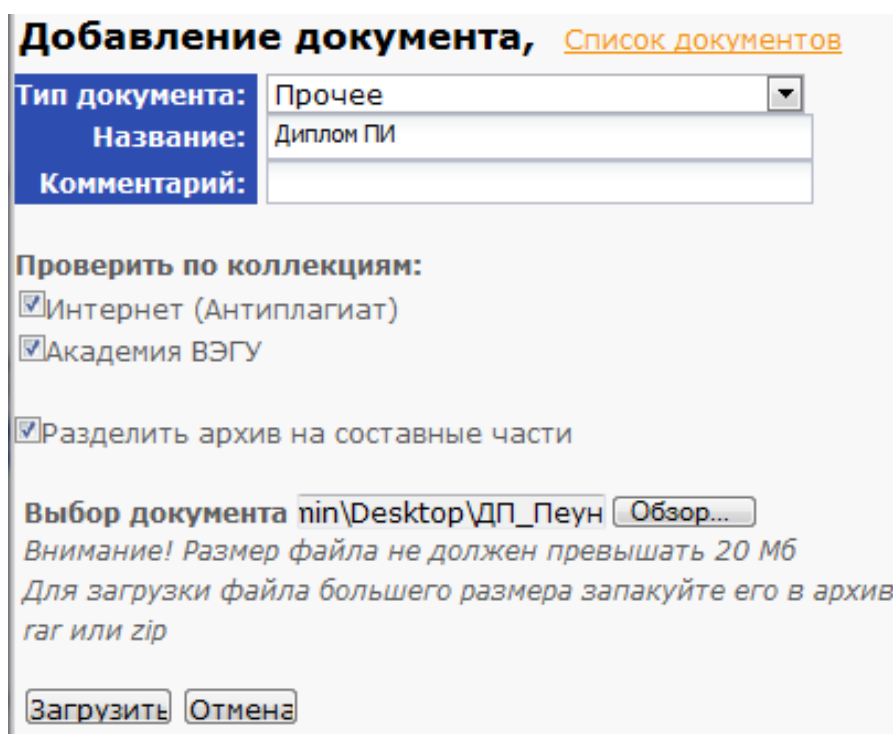 Добавление документа, Список документов
Тип документа: Прочее
Название: Диплом ПИ
Комментарий:
Проверить по коллекциям:
Интернет (Антиплагиат)
Академия ВЭГУ
Разделить архив на составные части
Выбор документа min\Desktop\ДП_Пеун Обзор...
Внимание! Размер файла не должен превышать 20 Мб
Для загрузки файла большего размера запакуйте его в архив
rar или zip
Загрузить Отмена